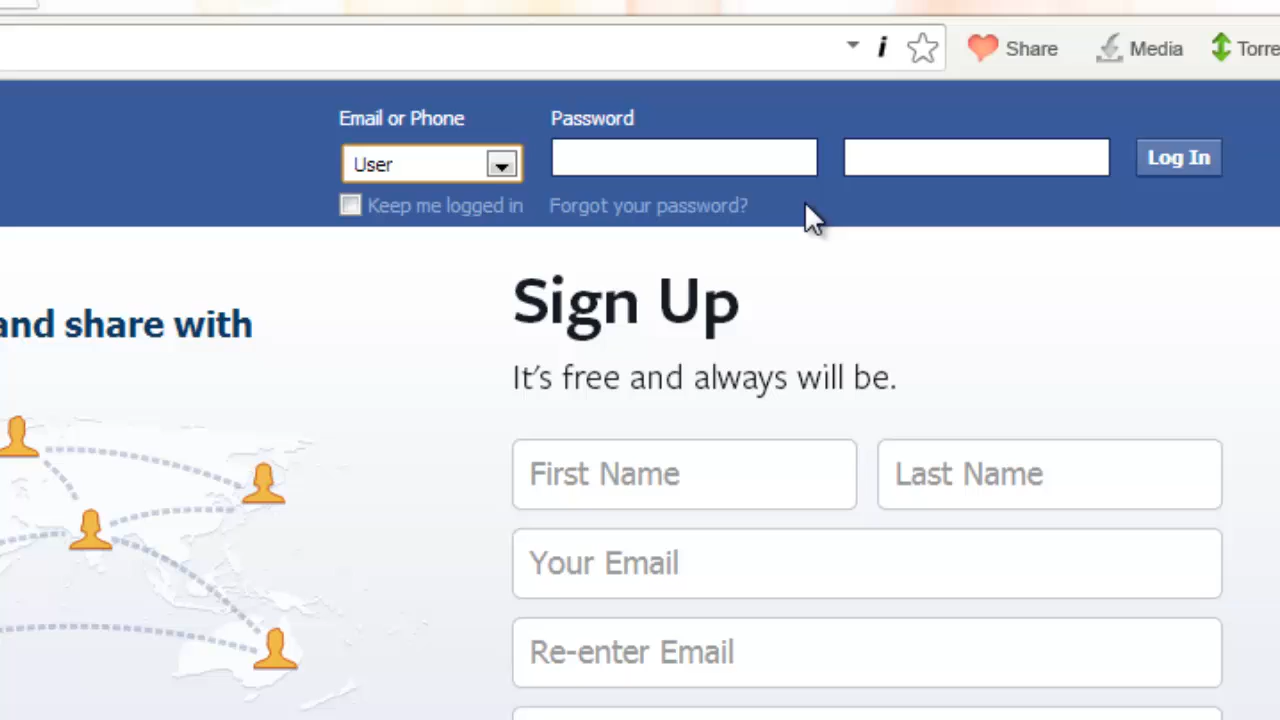 i Share Media Torre
Email or Phone Password
User Log In
Keep me logged in Forgot your password?
Sign Up
and share with
It's free and always will be.
First Name Last Name
Your Email
Re-enter Email